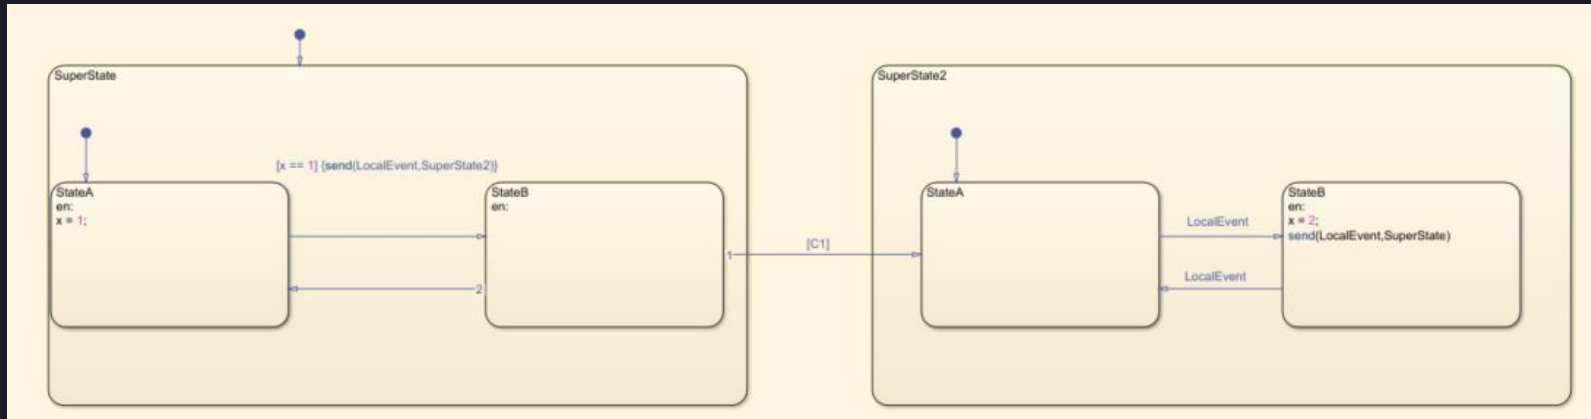 SuperState
SuperState2
[x == 1] {send(LocalEvent,SuperState2)}
StateA
en:
x = 1;
StateB
en:
1
[C1]
2
StateA
LocalEvent
LocalEvent
StateB
en:
x = 2;
send(LocalEvent,SuperState)